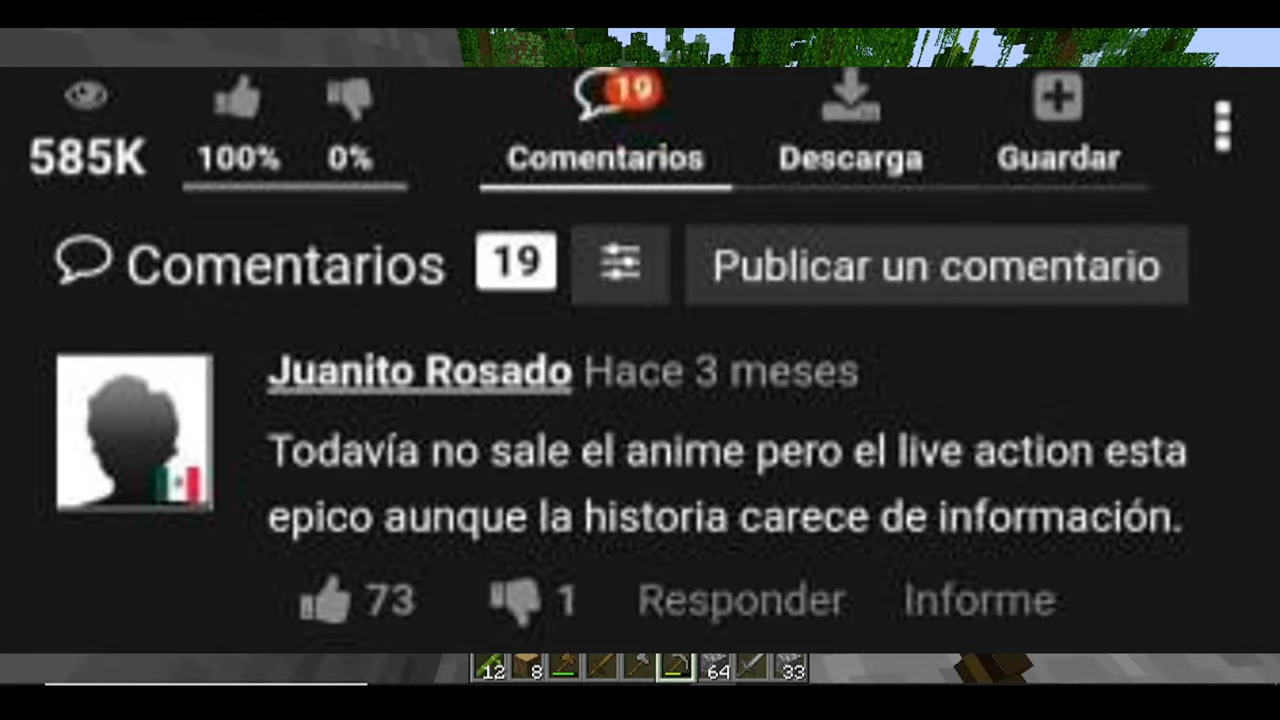 19
585K 100% 0% Comentarios Descarga Guardar
Comentarios 19 Publicar un comentario
Juanito Rosado Hace 3 meses
Todavía no sale el anime pero el live action esta
epico aunque la historia carece de información.
73 1 Responder Informe
12 8 64 33